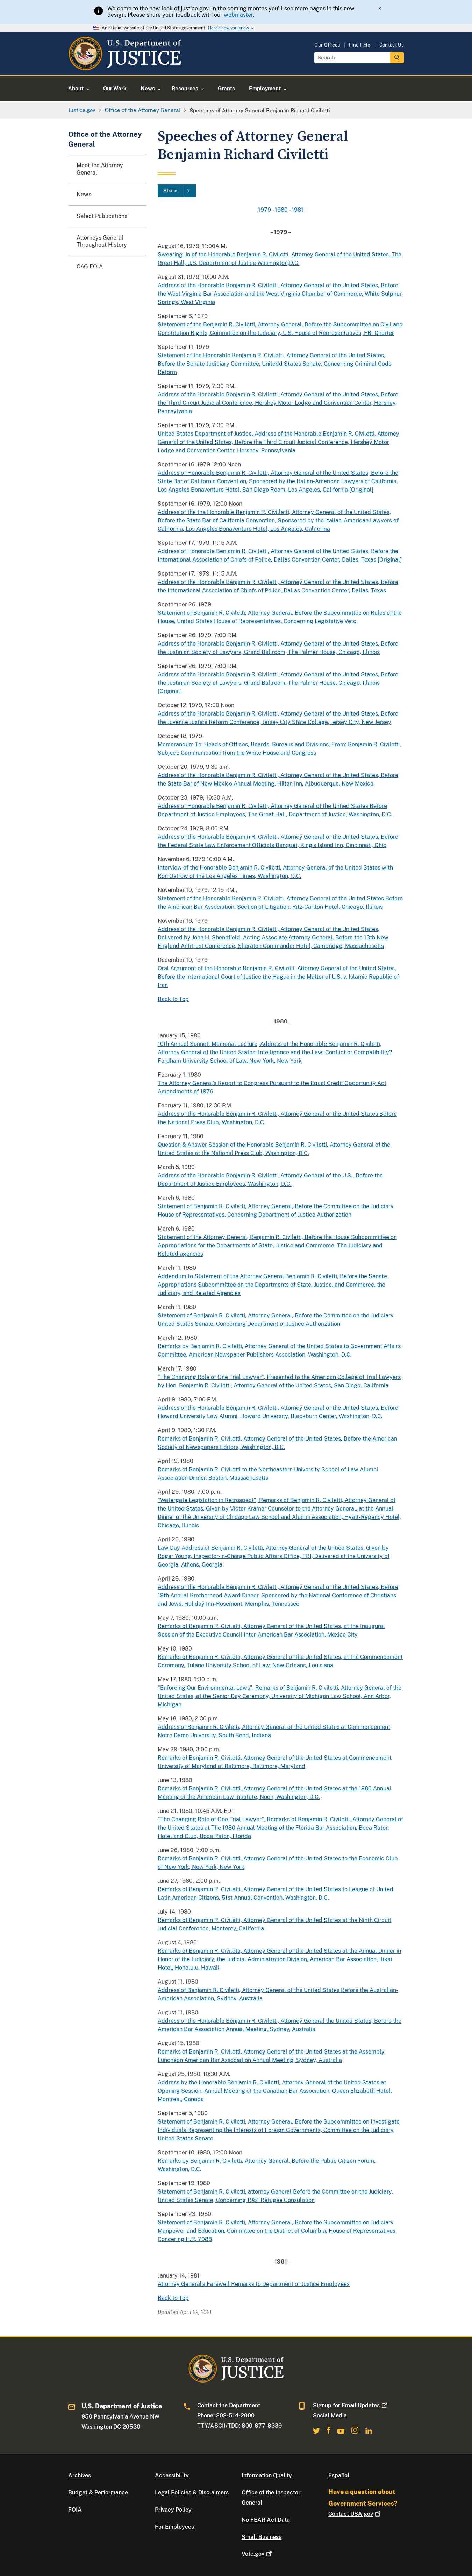 Welcome to the new look of justice.gov. In the coming months you'll see more pages in this new
design. Please share your feedback with our webmaster.
×
An official website of the United States government Here's how you know
U.S. Department of
JUSTICE
Our Offices | Find Help | Contact Us
Search
About Our Work News Resources Grants Employment
Justice.gov > Office of the Attorney General > Speeches of Attorney General Benjamin Richard Civiletti
Office of the Attorney
General
Meet the Attorney
General
News
Select Publications
Attorneys General
Throughout History
OAG FOIA
Speeches of Attorney General
Benjamin Richard Civiletti
Share
1979 - 1980 - 1981
– 1979 –
August 16, 1979, 11:00A.M.
Swearing-in of the Honorable Benjamin R. Civiletti, Attorney General of the United States, The
Great Hall, U.S. Department of Justice Washington,D.C.
August 31, 1979, 10:00 A.M.
Address of the Honorable Benjamin R. Civiletti, Attorney General of the United States, Before
the West Virginia Bar Association and the West Virginia Chamber of Commerce, White Sulphur
Springs, West Virginia
September 6, 1979
Statement of the Benjamin R. Civiletti, Attorney General, Before the Subcommittee on Civil and
Constitution Rights, Committee on the Judiciary, U.S. House of Representatives, FBI Charter
September 11, 1979
Statement of the Honorable Benjamin R. Civiletti, Attorney General of the United States,
Before the Senate Judiciary Committee, Unitedd States Senate, Concerning Criminal Code
Reform
September 11, 1979, 7:30 P.M.
Address of the Honorable Benjamin R. Civiletti, Attorney General of the United States, Before
the Third Circuit Judicial Conference, Hershey Motor Lodge and Convention Center, Hershey,
Pennsylvania
September 11, 1979, 7:30 P.M.
United States Department of Justice, Address of the Honorable Benjamin R. Civiletti, Attorney
General of the United States, Before the Third Circuit Judicial Conference, Hershey Motor
Lodge and Convention Center, Hershey, Pennsylvania
September 16, 1979 12:00 Noon
Address of Honorable Benjamin R. Civiletti, Attorney General of the United States, Before the
State Bar of California Convention, Sponsored by the Italian-American Lawyers of California,
Los Angeles Bonaventure Hotel, San Diego Room, Los Angeles, California [Original]
September 16, 1979, 12:00 Noon
Address of the the Honorable Benjamin R. Civilletti, Attorney General of the United States,
Before the State Bar of California Convention, Sponsored by the Italian-American Lawyers of
California, Los Angeles Bonaventure Hotel, Los Angeles, California
September 17, 1979, 11:15 A.M.
Address of Honorable Benjamin R. Civiletti, Attorney General of the United States, Before the
International Association of Chiefs of Police, Dallas Convention Center, Dallas, Texas [Original]
September 17, 1979, 11:15 A.M.
Address of the Honorable Benjamin R. Civiletti, Attorney General of the United States, Before
the International Association of Chiefs of Police, Dallas Convention Center, Dallas, Texas
September 26, 1979
Statement of Benjamin R. Civiletti, Attorney General, Before the Subcommittee on Rules of the
House, United States House of Representatives, Concerning Legislative Veto
September 26, 1979, 7:00 P.M.
Address of the Honorable Benjamin R. Civiletti, Attorney General of the United States, Before
the Justinian Society of Lawyers, Grand Ballroom, The Palmer House, Chicago, Illinois
September 26, 1979, 7:00 P.M.
Address of the Honorable Benjamin R. Civiletti, Attorney General of the United States, Before
the Justinian Society of Lawyers, Grand Ballroom, The Palmer House, Chicago, Illinois
[Original]
October 12, 1979, 12:00 Noon
Address of the Honorable Benjamin R. Civiletti, Attorney General of the United States, Before
the Juvenile Justice Reform Conference, Jersey City State College, Jersey City, New Jersey
October 18, 1979
Memorandum To: Heads of Offices, Boards, Bureaus and Divisions, From: Benjamin R. Civiletti,
Subject: Communication from the White House and Congress
October 20, 1979, 9:30 a.m.
Address of the Honorable Benjamin R. Civiletti, Attorney General of the United States, Before
the State Bar of New Mexico Annual Meeting, Hilton Inn, Albuquerque, New Mexico
October 23, 1979, 10:30 A.M.
Address of Honorable Benjamin R. Civiletti, Attorney General of the Untied States Before
Department of Justice Employees, The Great Hall, Department of Justice, Washington, D.C.
October 24, 1979, 8:00 P.M.
Address of the Honorable Benjamin R. Civiletti, Attorney General of the United States, Before
the Federal State Law Enforcement Officials Banquet, King's Island Inn, Cincinnati, Ohio
November 6, 1979 10:00 A.M.
Interview of the Honorable Benjamin R. Civiletti, Attorney General of the United States with
Ron Ostrow of the Los Angeles Times, Washington, D.C.
November 10, 1979, 12:15 P.M.,
Statement of the Honorable Benjamin R. Civiletti, Attorney General of the United States Before
the American Bar Association, Section of Litigation, Ritz-Carlton Hotel, Chicago, Illinois
November 16, 1979
Address of the Honorable Benjamin R. Civiletti, Attorney General of the United States,
Delivered by John H. Shenefield, Acting Associate Attorney General, Before the 13th New
England Antitrust Conference, Sheraton Commander Hotel, Cambridge, Massachusetts
December 10, 1979
Oral Argument of the Honorable Benjamin R. Civiletti, Attorney General of the United States,
Before the International Court of Justice the Hague in the Matter of U.S. v. Islamic Republic of
Iran
Back to Top
– 1980 –
January 15, 1980
10th Annual Sonnett Memorial Lecture, Address of the Honorable Benjamin R. Civiletti,
Attorney General of the United States: Intelligence and the Law: Conflict or Compatibility?
Fordham University School of Law, New York, New York
February 1, 1980
The Attorney General's Report to Congress Pursuant to the Equal Credit Opportunity Act
Amendments of 1976
February 11, 1980, 12:30 P.M.
Address of the Honorable Benjamin R. Civiletti, Attorney General of the United States Before
the National Press Club, Washington, D.C.
February 11, 1980
Question & Answer Session of the Honorable Benjamin R. Civiletti, Attorney General of the
United States at the National Press Club, Washington, D.C.
March 5, 1980
Address of the Honorable Benjamin R. Civiletti, Attorney General of the U.S., Before the
Department of Justice Employees, Washington, D.C.
March 6, 1980
Statement of Benjamin R. Civiletti, Attorney General, Before the Committee on the Judiciary,
House of Representatives, Concerning Department of Justice Authorization
March 6, 1980
Statement of the Attorney General, Benjamin R. Civiletti, Before the House Subcommittee on
Appropriations for the Departments of State, Justice and Commerce, The Judiciary and
Related agencies
March 11, 1980
Addendum to Statement of the Attorney General Benjamin R. Civiletti, Before the Senate
Appropriations Subcommittee on the Departments of State, Justice, and Commerce, the
Judiciary, and Related Agencies
March 11, 1980
Statement of Benjamin R. Civiletti, Attorney General, Before the Committee on the Judiciary,
United States Senate, Concerning Department of Justice Authorization
March 12, 1980
Remarks by Benjamin R. Civiletti, Attorney General of the United States to Government Affairs
Committee, American Newspaper Publishers Association, Washington, D.C.
March 17, 1980
"The Changing Role of One Trial Lawyer", Presented to the American College of Trial Lawyers
by Hon. Benjamin R. Civiletti, Attorney General of the United States, San Diego, California
April 9, 1980, 7:00 P.M.
Address of the Honorable Benjamin R. Civiletti, Attorney General of the United States, Before
Howard University Law Alumni, Howard University, Blackburn Center, Washington, D.C.
April 9, 1980, 1:30 P.M.
Remarks of Benjamin R. Civiletti, Attorney General of the United States, Before the American
Society of Newspapers Editors, Washington, D.C.
April 19, 1980
Remarks of Benjamin R. Civiletti to the Northeastern University School of Law Alumni
Association Dinner, Boston, Massachusetts
April 25, 1980, 7:00 p.m.
"Watergate Legislation in Retrospect", Remarks of Benjamin R. Civiletti, Attorney General of
the United States, Given by Victor Kramer Counselor to the Attorney General, at the Annual
Dinner of the University of Chicago Law School and Alumni Association, Hyatt-Regency Hotel,
Chicago, Illinois
April 26, 1980
Law Day Address of Benjamin R. Civiletti, Attorney General of the Untied States, Given by
Roger Young, Inspector-in-Charge Public Affairs Office, FBI, Delivered at the University of
Georgia, Athens, Georgia
April 28, 1980
Address of the Honorable Benjamin R. Civiletti, Attorney General of the United States, Before
19th Annual Brotherhood Award Dinner, Sponsored by the National Conference of Christians
and Jews, Holiday Inn-Rosemont, Memphis, Tennessee
May 7, 1980, 10:00 a.m.
Remarks of Benjamin R. Civiletti, Attorney General of the United States, at the Inaugural
Session of the Executive Council Inter-American Bar Association, Mexico City
May 10, 1980
Remarks of Benjamin R. Civiletti, Attorney General of the United States, at the Commencement
Ceremony, Tulane University School of Law, New Orleans, Louisiana
May 17, 1980, 1:30 p.m.
"Enforcing Our Environmental Laws", Remarks of Benjamin R. Civiletti, Attorney General of the
United States, at the Senior Day Ceremony, University of Michigan Law School, Ann Arbor,
Michigan
May 18, 1980, 2:30 p.m.
Address of Benjamin R. Civiletti, Attorney General of the United States at Commencement
Notre Dame University, South Bend, Indiana
May 29, 1980, 3:00 p.m.
Remarks of Benjamin R. Civiletti, Attorney General of the United States at Commencement
University of Maryland at Baltimore, Baltimore, Maryland
June 13, 1980
Remarks of Benjamin R. Civiletti, Attorney General of the United States at the 1980 Annual
Meeting of the American Law Institute, Noon, Washington, D.C.
June 21, 1980, 10:45 A.M. EDT
"The Changing Role of One Trial Lawyer", Remarks of Benjamin R. Civiletti, Attorney General of
the United States at The 1980 Annual Meeting of the Florida Bar Association, Boca Raton
Hotel and Club, Boca Raton, Florida
June 26, 1980, 7:00 p.m.
Remarks of Benjamin R. Civiletti, Attorney General of the United States to the Economic Club
of New York, New York, New York
June 27, 1980, 2:00 p.m.
Remarks of Benjamin R. Civiletti, Attorney General of the United States to League of United
Latin American Citizens, 51st Annual Convention, Washington, D.C.
July 14, 1980
Remarks of Benjamin R. Civiletti, Attorney General of the United States at the Ninth Circuit
Judicial Conference, Monterey, California
August 4, 1980
Remarks of Benjamin R. Civiletti, Attorney General of the United States at the Annual Dinner in
Honor of the Judiciary, the Judicial Administration Division, American Bar Association, Ilikai
Hotel, Honolulu, Hawaii
August 11, 1980
Address of Benjamin R. Civiletti, Attorney General of the United States Before the Australian-
American Association, Sydney, Australia
August 11, 1980
Address of the Honorable Benjamin R. Civiletti, Attorney General the United States, Before the
American Bar Association Annual Meeting, Sydney, Australia
August 15, 1980
Remarks of Benjamin R. Civiletti, Attorney General of the United States at the Assembly
Luncheon American Bar Association Annual Meeting, Sydney, Australia
August 25, 1980, 10:30 A.M.
Address by the Honorable Benjamin R. Civiletti, Attorney General of the United States at
Opening Session, Annual Meeting of the Canadian Bar Association, Queen Elizabeth Hotel,
Montreal, Canada
September 5, 1980
Statement of Benjamin R. Civiletti, Attorney General, Before the Subcommittee on Investigate
Individuals Representing the Interests of Foreign Governments, Committee on the Judiciary,
United States Senate
September 10, 1980, 12:00 Noon
Remarks by Benjamin R. Civiletti, Attorney General, Before the Public Citizen Forum,
Washington, D.C.
September 19, 1980
Statement of Benjamin R. Civiletti, attorney General Before the Committee on the Judiciary,
United States Senate, Concerning 1981 Refugee Consulation
September 23, 1980
Statement of Benjamin R. Civiletti, Attorney General, Before the Subcommittee on Judiciary,
Manpower and Education, Committee on the District of Columbia, House of Representatives,
Concering H.R. 7988
– 1981 –
January 14, 1981
Attorney General's Farewell Remarks to Department of Justice Employees
Back to Top
Updated April 22, 2021
U.S. Department of
JUSTICE
U.S. Department of Justice
950 Pennsylvania Avenue NW
Washington DC 20530
Contact the Department
Phone: 202-514-2000
TTY/ASCII/TDD: 800-877-8339
Signup for Email Updates
Social Media
Archives
Budget & Performance
FOIA
Accessibility
Legal Policies & Disclaimers
Privacy Policy
For Employees
Information Quality
Office of the Inspector
General
No FEAR Act Data
Small Business
Vote.gov
Español
Have a question about
Government Services?
Contact USA.gov